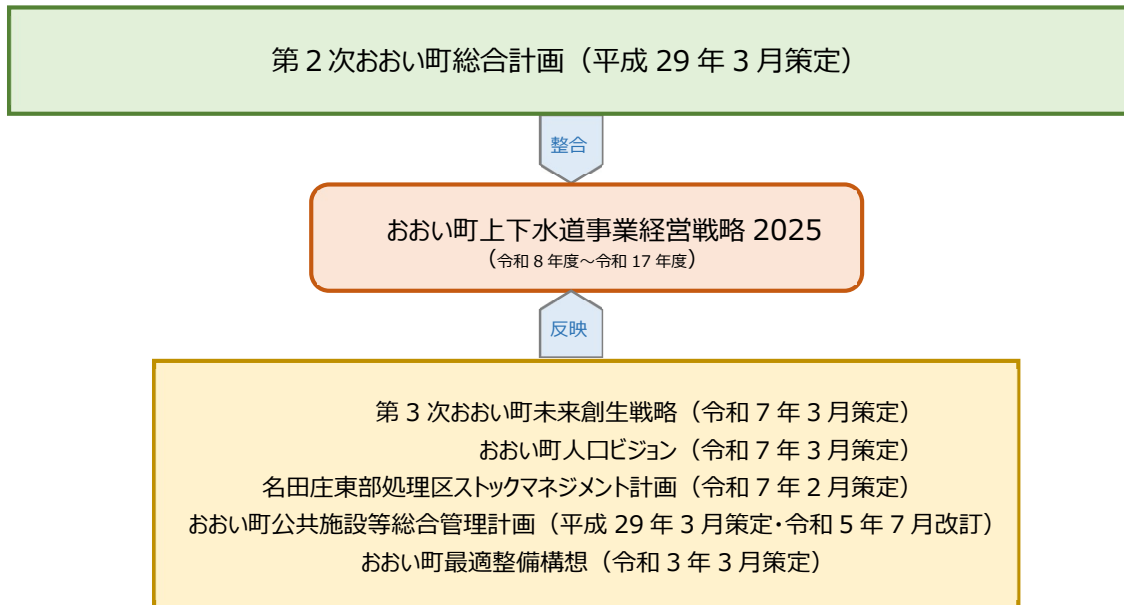 第２次おおい町総合計画（平成 29 年 3 月策定）
整合
おおい町上下水道事業経営戦略 2025
（令和 8 年度～令和 17 年度）
反映
第 3 次おおい町未来創生戦略（令和 7 年 3 月策定）
おおい町人口ビジョン（令和 7 年 3 月策定）
名田庄東部処理区ストックマネジメント計画（令和 7 年 2 月策定）
おおい町公共施設等総合管理計画（平成 29 年 3 月策定・令和 5 年 7 月改訂）
おおい町最適整備構想（令和 3 年 3 月策定）